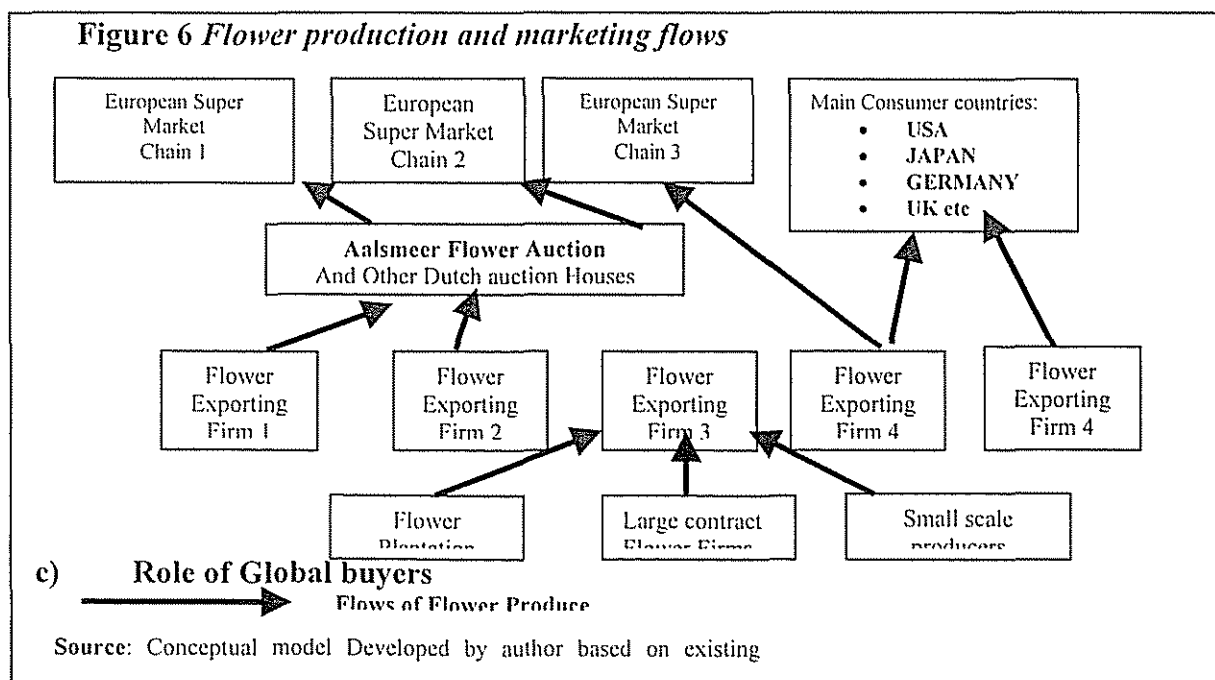 Figure 6 Flower production and marketing flows
European Super
Market
Chain 1
European
Super Market
Chain 2
European Super
Market
Chain 3
Main Consumer countries:
• USA
• JAPAN
• GERMANY
• UK etc
Aalsmeer Flower Auction
And Other Dutch auction Houses
Flower
Exporting
Firm 1
Flower
Exporting
Firm 2
Flower
Exporting
Firm 3
Flower
Exporting
Firm 4
Flower
Exporting
Firm 4
Flower
Plantation
Large contract
Flower Firms
Small scale
producers
c) Role of Global buyers
Flows of Flower Produce
Source: Conceptual model Developed by author based on existing